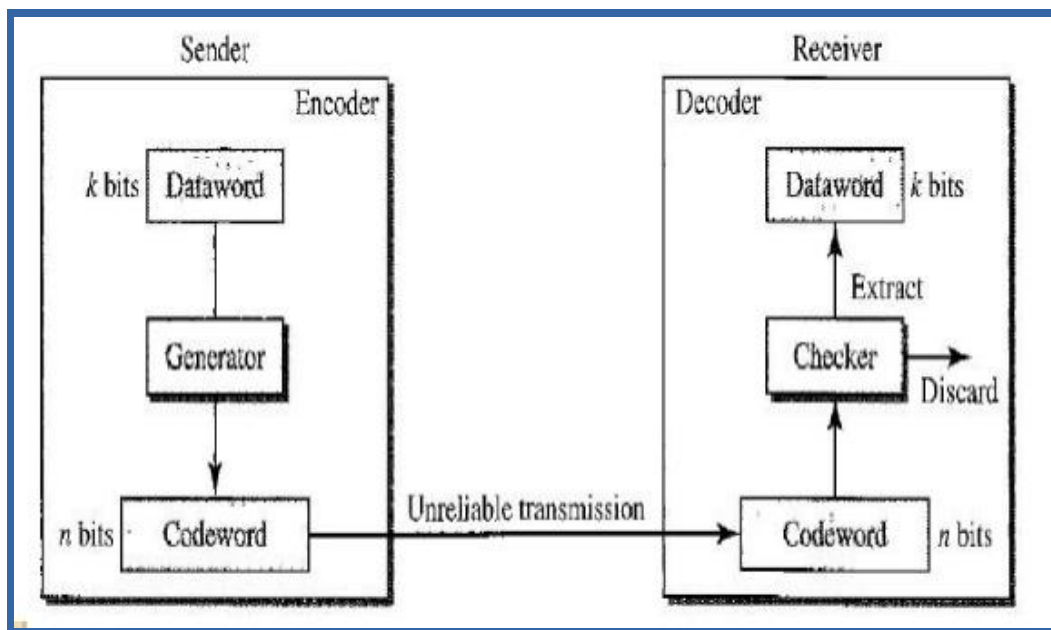 Sender
Encoder
k bits
Dataword
Generator
n bits
Codeword
Unreliable transmission
Receiver
Decoder
Dataword
k bits
Extract
Checker
Discard
Codeword
n bits